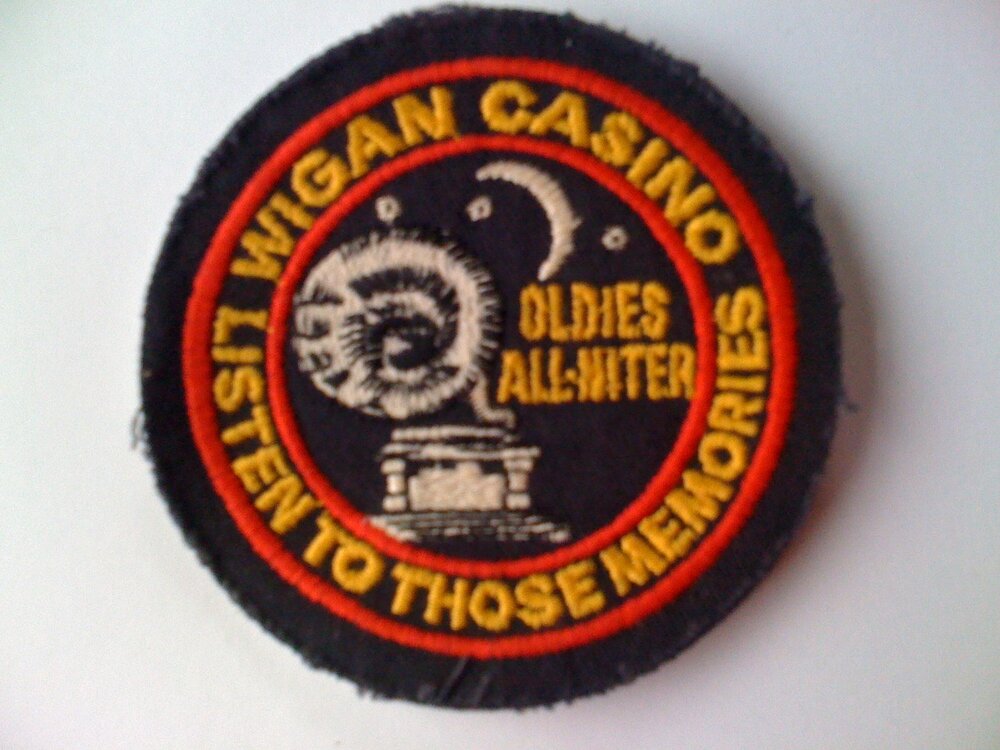 WIGAN CASINO
OLDIES
ALL-NITER
LISTEN TO THOSE MEMORIES